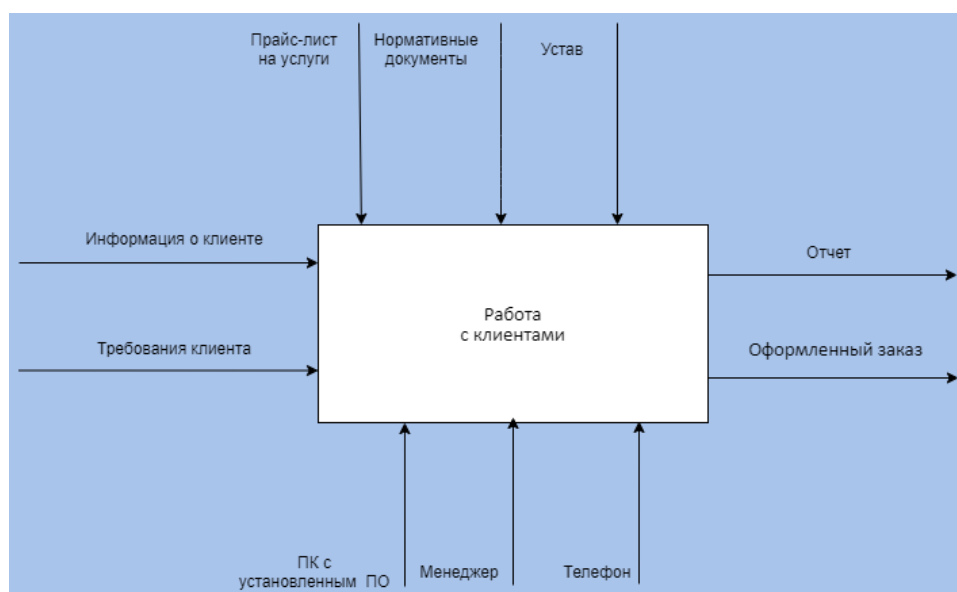 Прайс-лист
на услуги
Нормативные
документы
Устав
Информация о клиенте
Отчет
Работа
с клиентами
Требования клиента
Оформленный заказ
ПК с
установленным ПО
Менеджер
Телефон